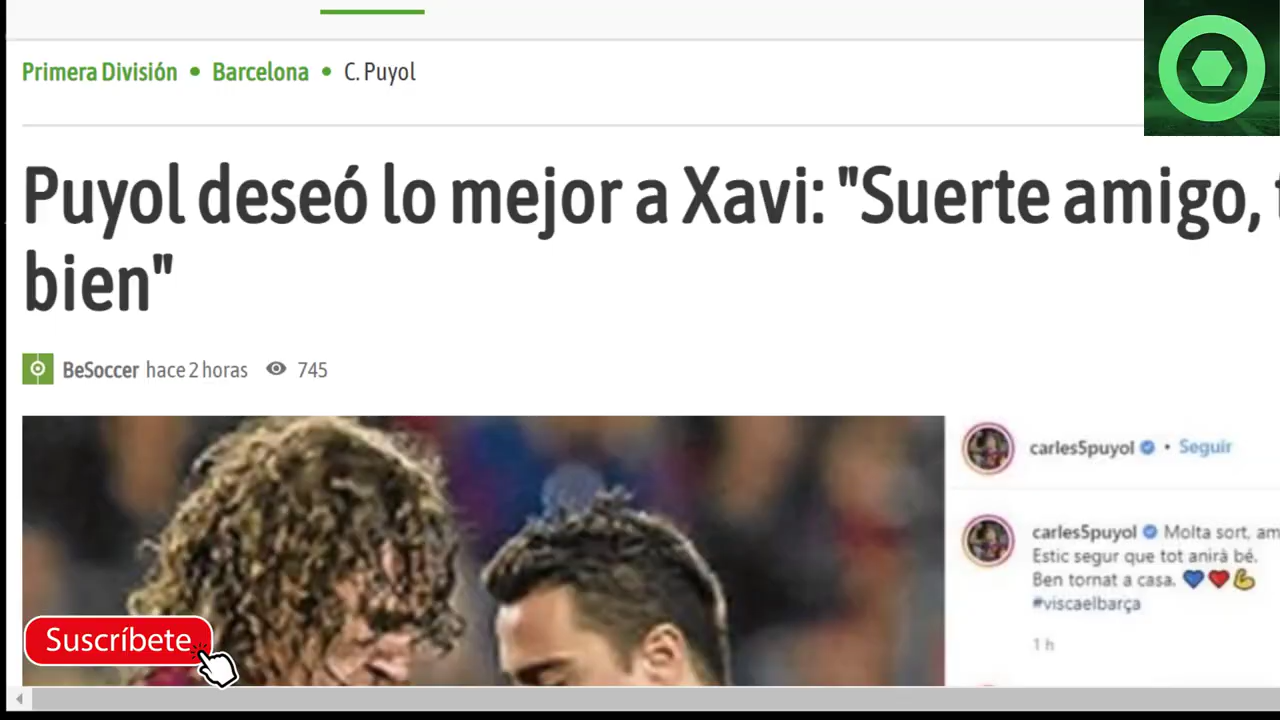 Primera División • Barcelona • C. Puyol
Puyol deseó lo mejor a Xavi: "Suerte amigo,
bien"
BeSoccer hace 2 horas 745
carles5puyol • Seguir
carles5puyol Molta sort,
Estic segur que tot anirà bé.
Ben tornat a casa. 💙❤️💪
#viscaelbarça
1 h
Suscríbete